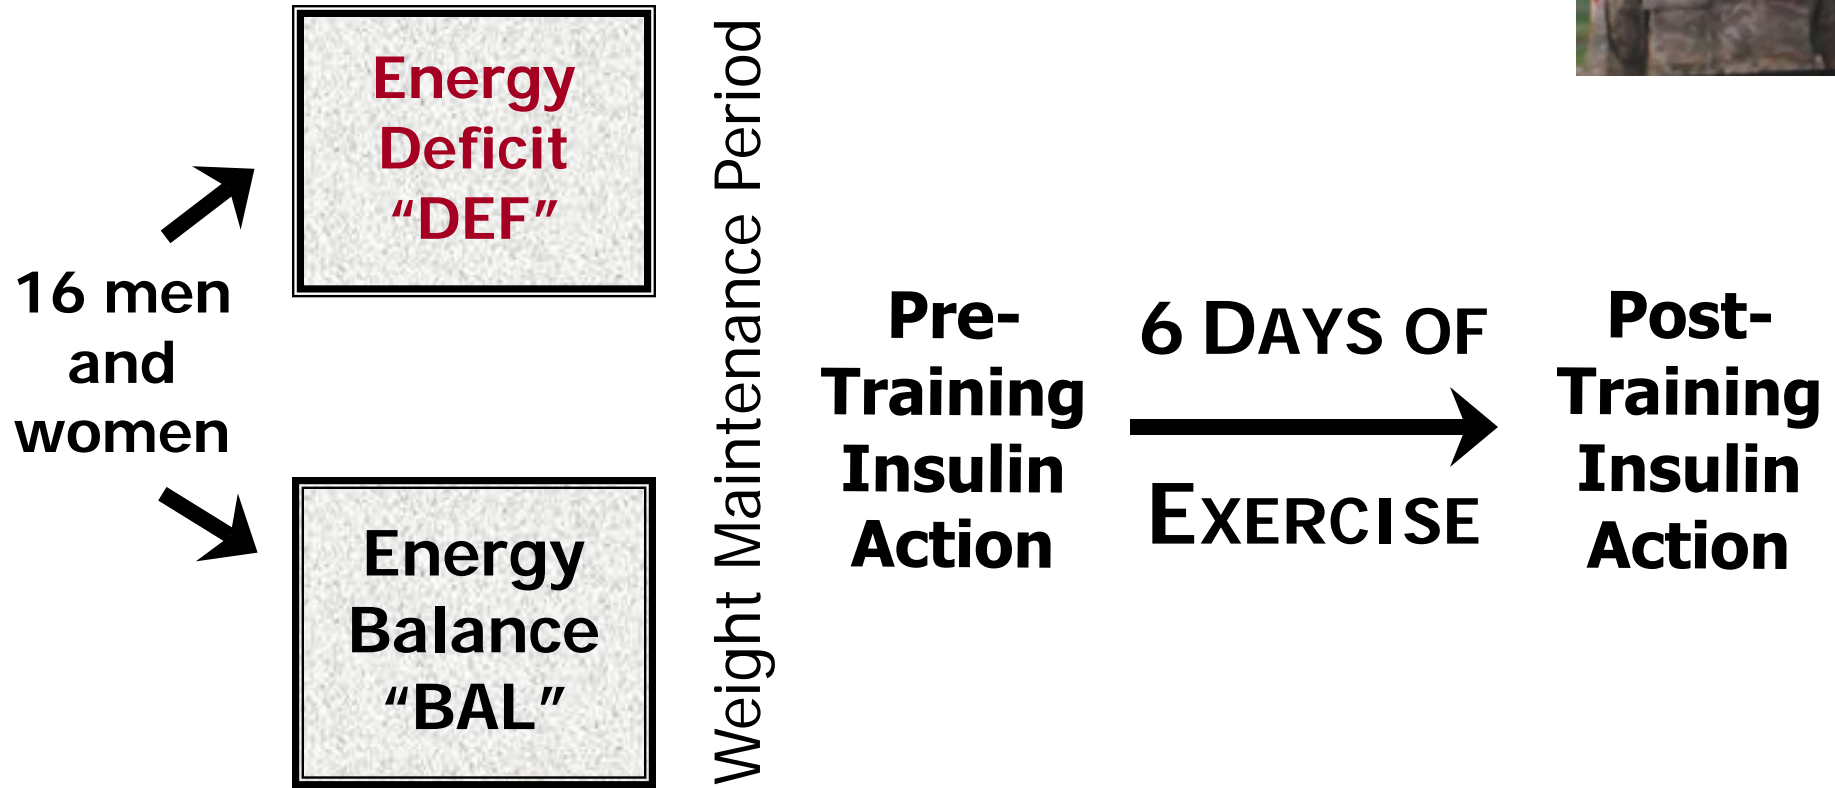 16 men
and
women
Energy
Deficit
“DEF”
Energy
Balance
“BAL”
Weight Maintenance Period
Pre-
Training
Insulin
Action
6 DAYS OF
EXERCISE
Post-
Training
Insulin
Action